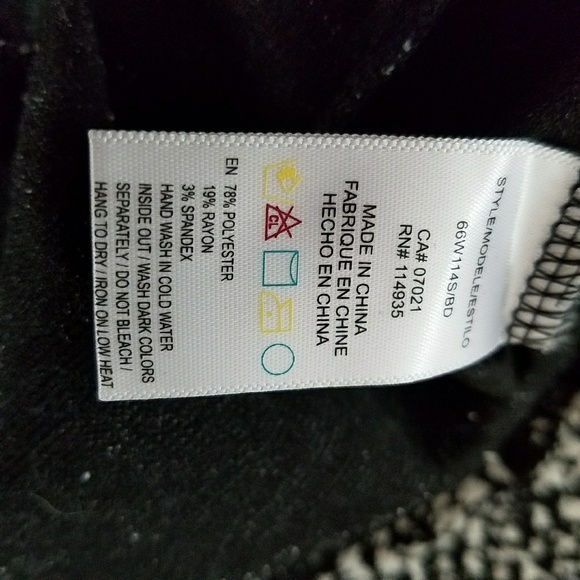 STYLE/MODELE/ESTILO
66W114S/BD
CA# 07021
RN# 114935
MADE IN CHINA
FABRIQUE EN CHINE
HECHO EN CHINA
CL
EN 78% POLYESTER
19% RAYON
3% SPANDEX
HAND WASH IN COLD WATER
INSIDE OUT / WASH DARK COLORS
SEPARATELY / DO NOT BLEACH /
HANG TO DRY / IRON ON LOW HEAT